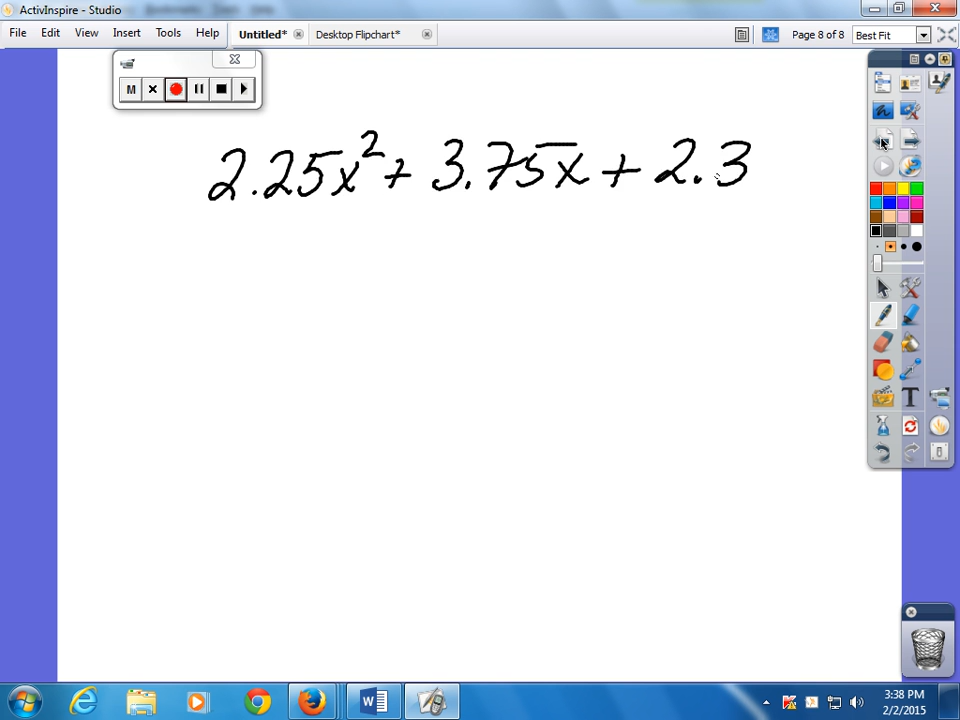 ActivInspire - Studio
File Edit View Insert Tools Help Untitled* Desktop Flipchart* Page 8 of 8 Best Fit
M
2.25x²+ 3.75x + 2.3
T
W
3:38 PM
2/2/2015